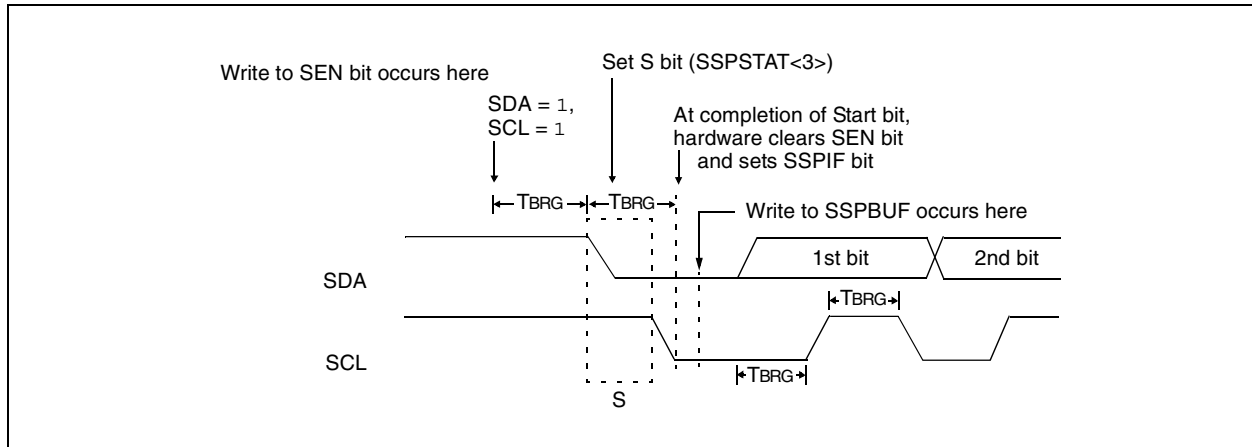 Write to SEN bit occurs here
Set S bit (SSPSTAT<3>)
SDA = 1,
SCL = 1
At completion of Start bit,
hardware clears SEN bit
and sets SSPIF bit
TBRG TBRG
Write to SSPBUF occurs here
SDA
1st bit 2nd bit
TBRG
SCL
TBRG
S